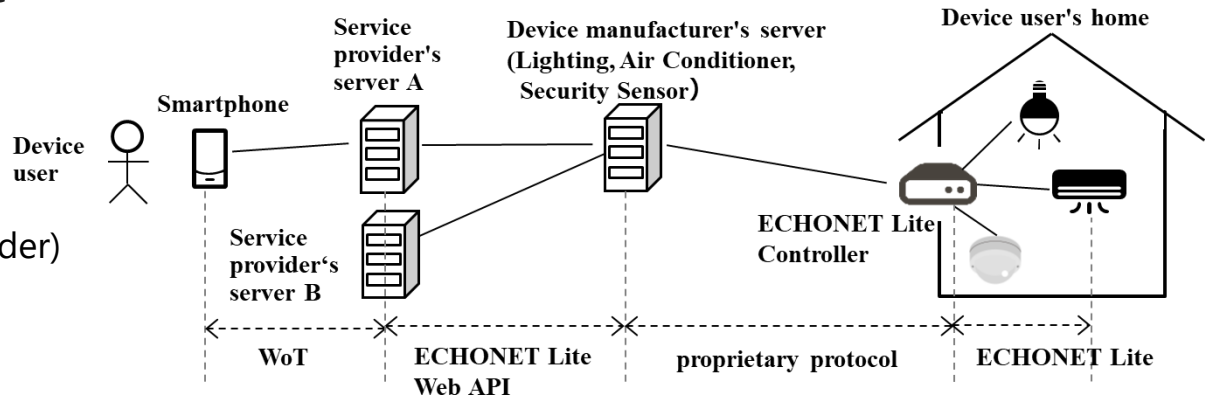 Device user's home
Service
provider's
server A
Device manufacturer's server
(Lighting, Air Conditioner,
Security Sensor)
Smartphone
Device
user
der)
Service
provider‘s
server B
ECHONET Lite
Controller
WoT
ECHONET Lite
Web API
proprietary protocol
ECHONET Lite